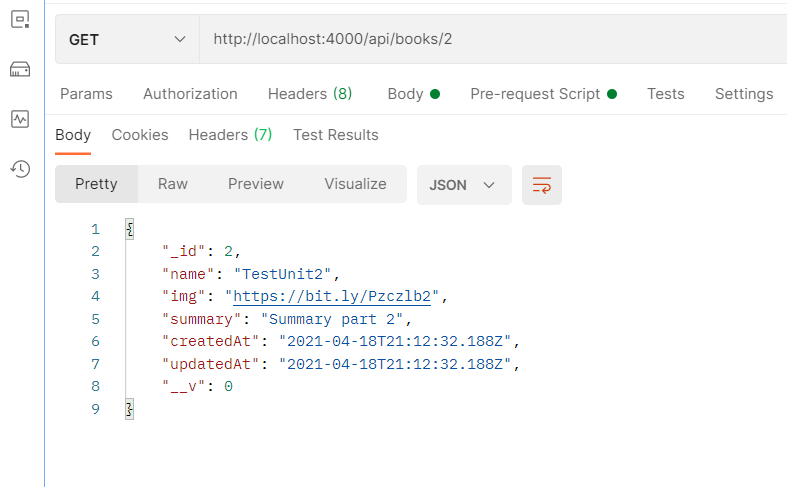 GET http://localhost:4000/api/books/2
Params Authorization Headers (8) Body Pre-request Script Tests Settings
Body Cookies Headers (7) Test Results
Pretty Raw Preview Visualize JSON
1 {
2 "_id": 2,
3 "name": "TestUnit2",
4 "img": "https://bit.ly/Pzczlb2",
5 "summary": "Summary part 2",
6 "createdAt": "2021-04-18T21:12:32.188Z",
7 "updatedAt": "2021-04-18T21:12:32.188Z",
8 "__v": 0
9 }